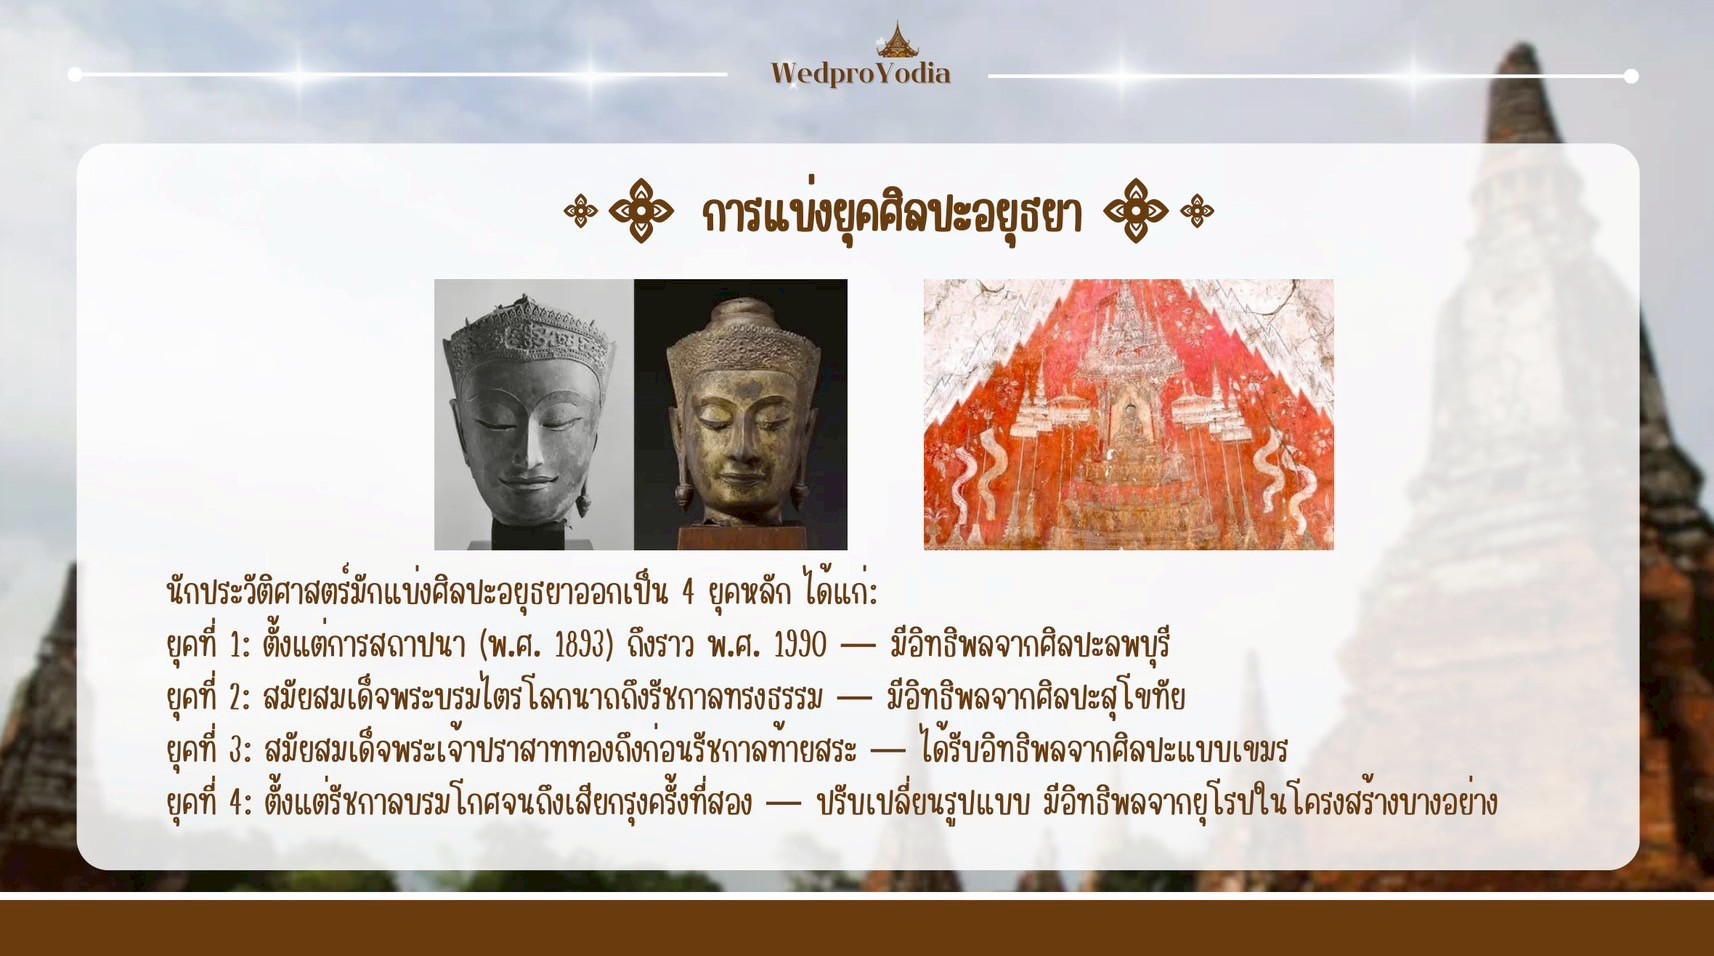 WedproYodia
การแบ่งยุคศิลปะอยุธยา
นักประวัติศาสตร์มักแบ่งศิลปะอยุธยาออกเป็น 4 ยุคหลัก ได้แก่:
ยุคที่ 1: ตั้งแต่การสถาปนา (พ.ศ. 1893) ถึงราว พ.ศ. 1990 — มีอิทธิพลจากศิลปะลพบุรี
ยุคที่ 2: สมัยสมเด็จพระบรมไตรโลกนาถถึงรัชกาลทรงธรรม — มีอิทธิพลจากศิลปะสุโขทัย
ยุคที่ 3: สมัยสมเด็จพระเจ้าปราสาททองถึงก่อนรัชกาลท้ายสระ — ได้รับอิทธิพลจากศิลปะแบบเขมร
ยุคที่ 4: ตั้งแต่รัชกาลบรมโกศจนถึงเสียกรุงครั้งที่สอง — ปรับเปลี่ยนรูปแบบ มีอิทธิพลจากยุโรปในโครงสร้างบางอย่าง